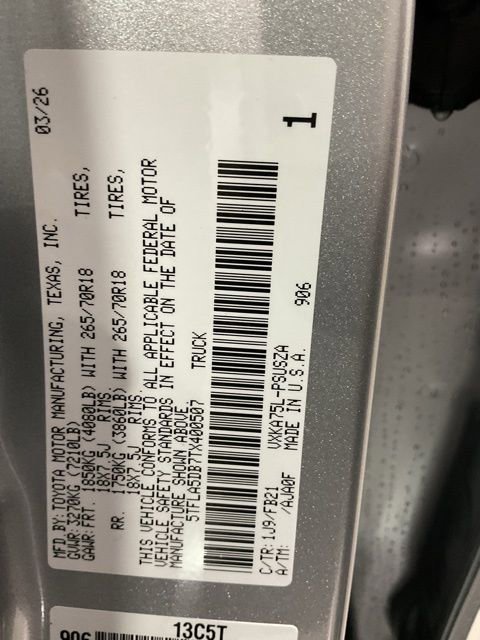 MFD.BY:TOYOTA MOTOR MANUFACTURING, TEXAS, INC. 03/26
GVWR:3270KG (7210LB)
GAWR:FRT. 1850KG (4080LB) WITH 265/70R18 TIRES,
18X7.5J RIMS
RR. 1750KG (3860LB) WITH 265/70R18 TIRES,
18X7.5J RIMS
THIS VEHICLE CONFORMS TO ALL APPLICABLE FEDERAL MOTOR
VEHICLE SAFETY STANDARDS IN EFFECT ON THE DATE OF
MANUFACTURE SHOWN ABOVE
5TFLA5DB7TX400507 TRUCK
C/TR:1J9/FB21 VXKA75L-PSUSZA 906
A/TM: /AJA0F MADE IN U.S.A.
1
906
13C5T